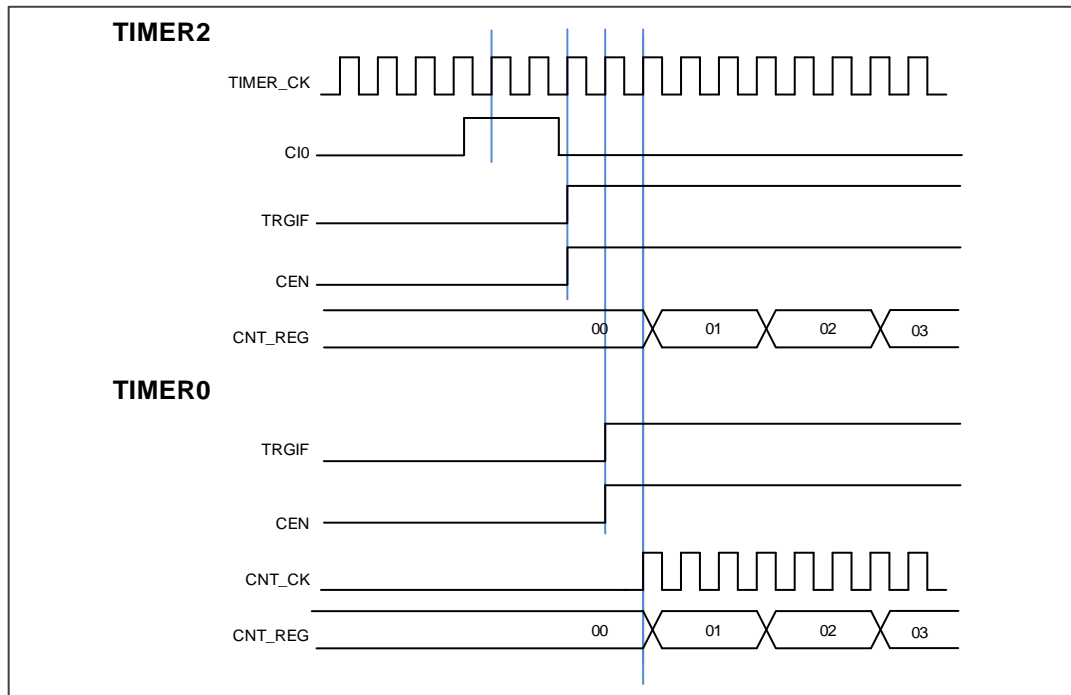 TIMER2
TIMER_CK
CI0
TRGIF
CEN
CNT_REG 00 01 02 03
TIMER0
TRGIF
CEN
CNT_CK
CNT_REG 00 01 02 03